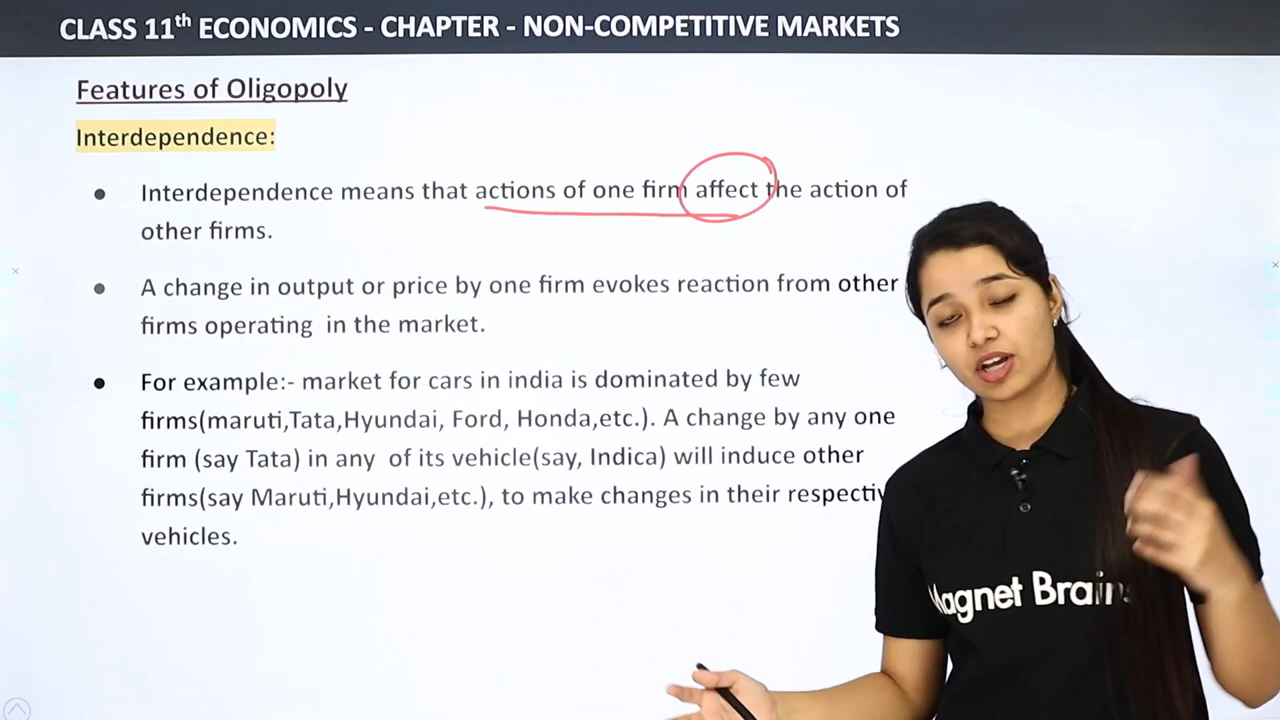 CLASS 11th ECONOMICS - CHAPTER - NON-COMPETITIVE MARKETS
Features of Oligopoly
Interdependence:
● Interdependence means that actions of one firm affect the action of
other firms.
● A change in output or price by one firm evokes reaction from other
firms operating in the market.
● For example:- market for cars in india is dominated by few
firms(maruti,Tata,Hyundai, Ford, Honda,etc.). A change by any one
firm (say Tata) in any of its vehicle(say, Indica) will induce other
firms(say Maruti,Hyundai,etc.), to make changes in their
vehicles.
Magnet